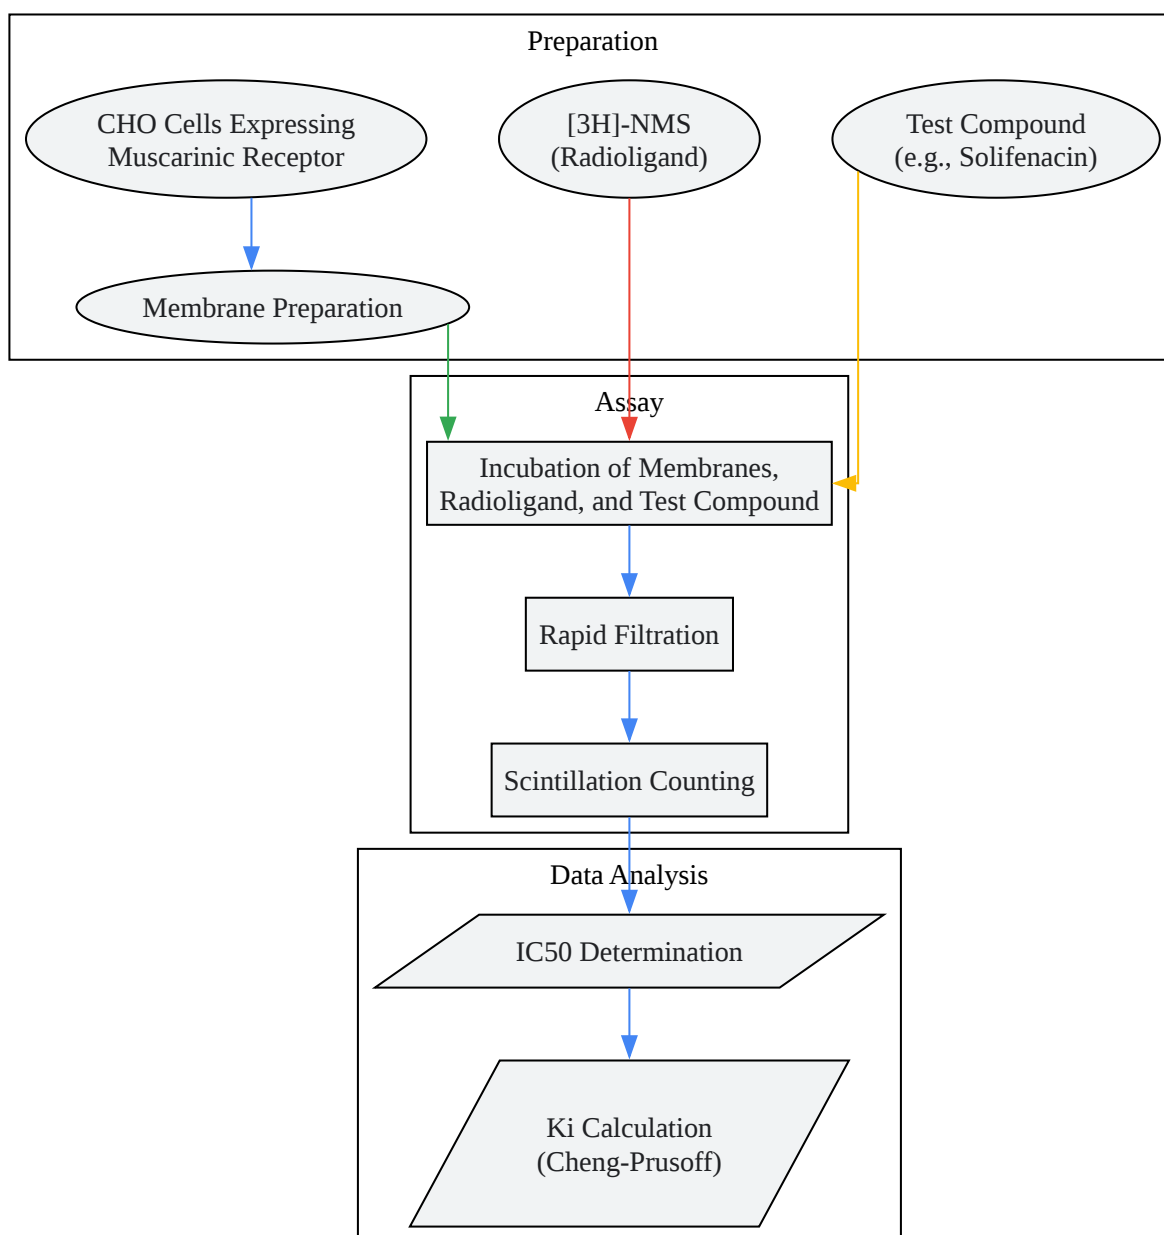 Preparation
CHO Cells Expressing
Muscarinic Receptor
[3H]-NMS
(Radioligand)
Test Compound
(e.g., Solifenacin)
Membrane Preparation
Assay
Incubation of Membranes,
Radioligand, and Test Compound
Rapid Filtration
Scintillation Counting
Data Analysis
IC50 Determination
Ki Calculation
(Cheng-Prusoff)